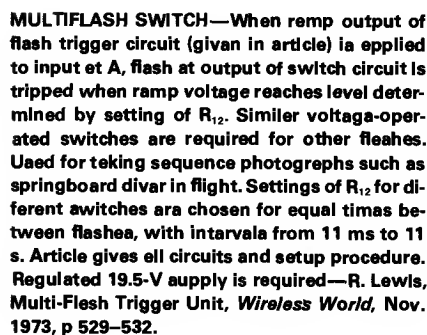 MULTIFLASH SWITCH—When remp output of
flash trigger circuit (givan in article) ia epplied
to input et A, flash at output of switch circuit is
tripped when ramp voltage reaches level deter-
mined by setting of R₁₂. Similer voltaga-oper-
ated switches are required for other fleahes.
Uaed for teking sequence photogrephs such as
springboard divar in flight. Settings of R₁₂ for di-
ferent awitches ara chosen for equal timas be-
tween flashea, with intarvala from 11 ms to 11
s. Article gives ell circuits and setup procedure.
Regulated 19.5-V aupply is required—R. Lewis,
Multi-Flesh Trigger Unit, Wireless World, Nov.
1973, p 529–532.